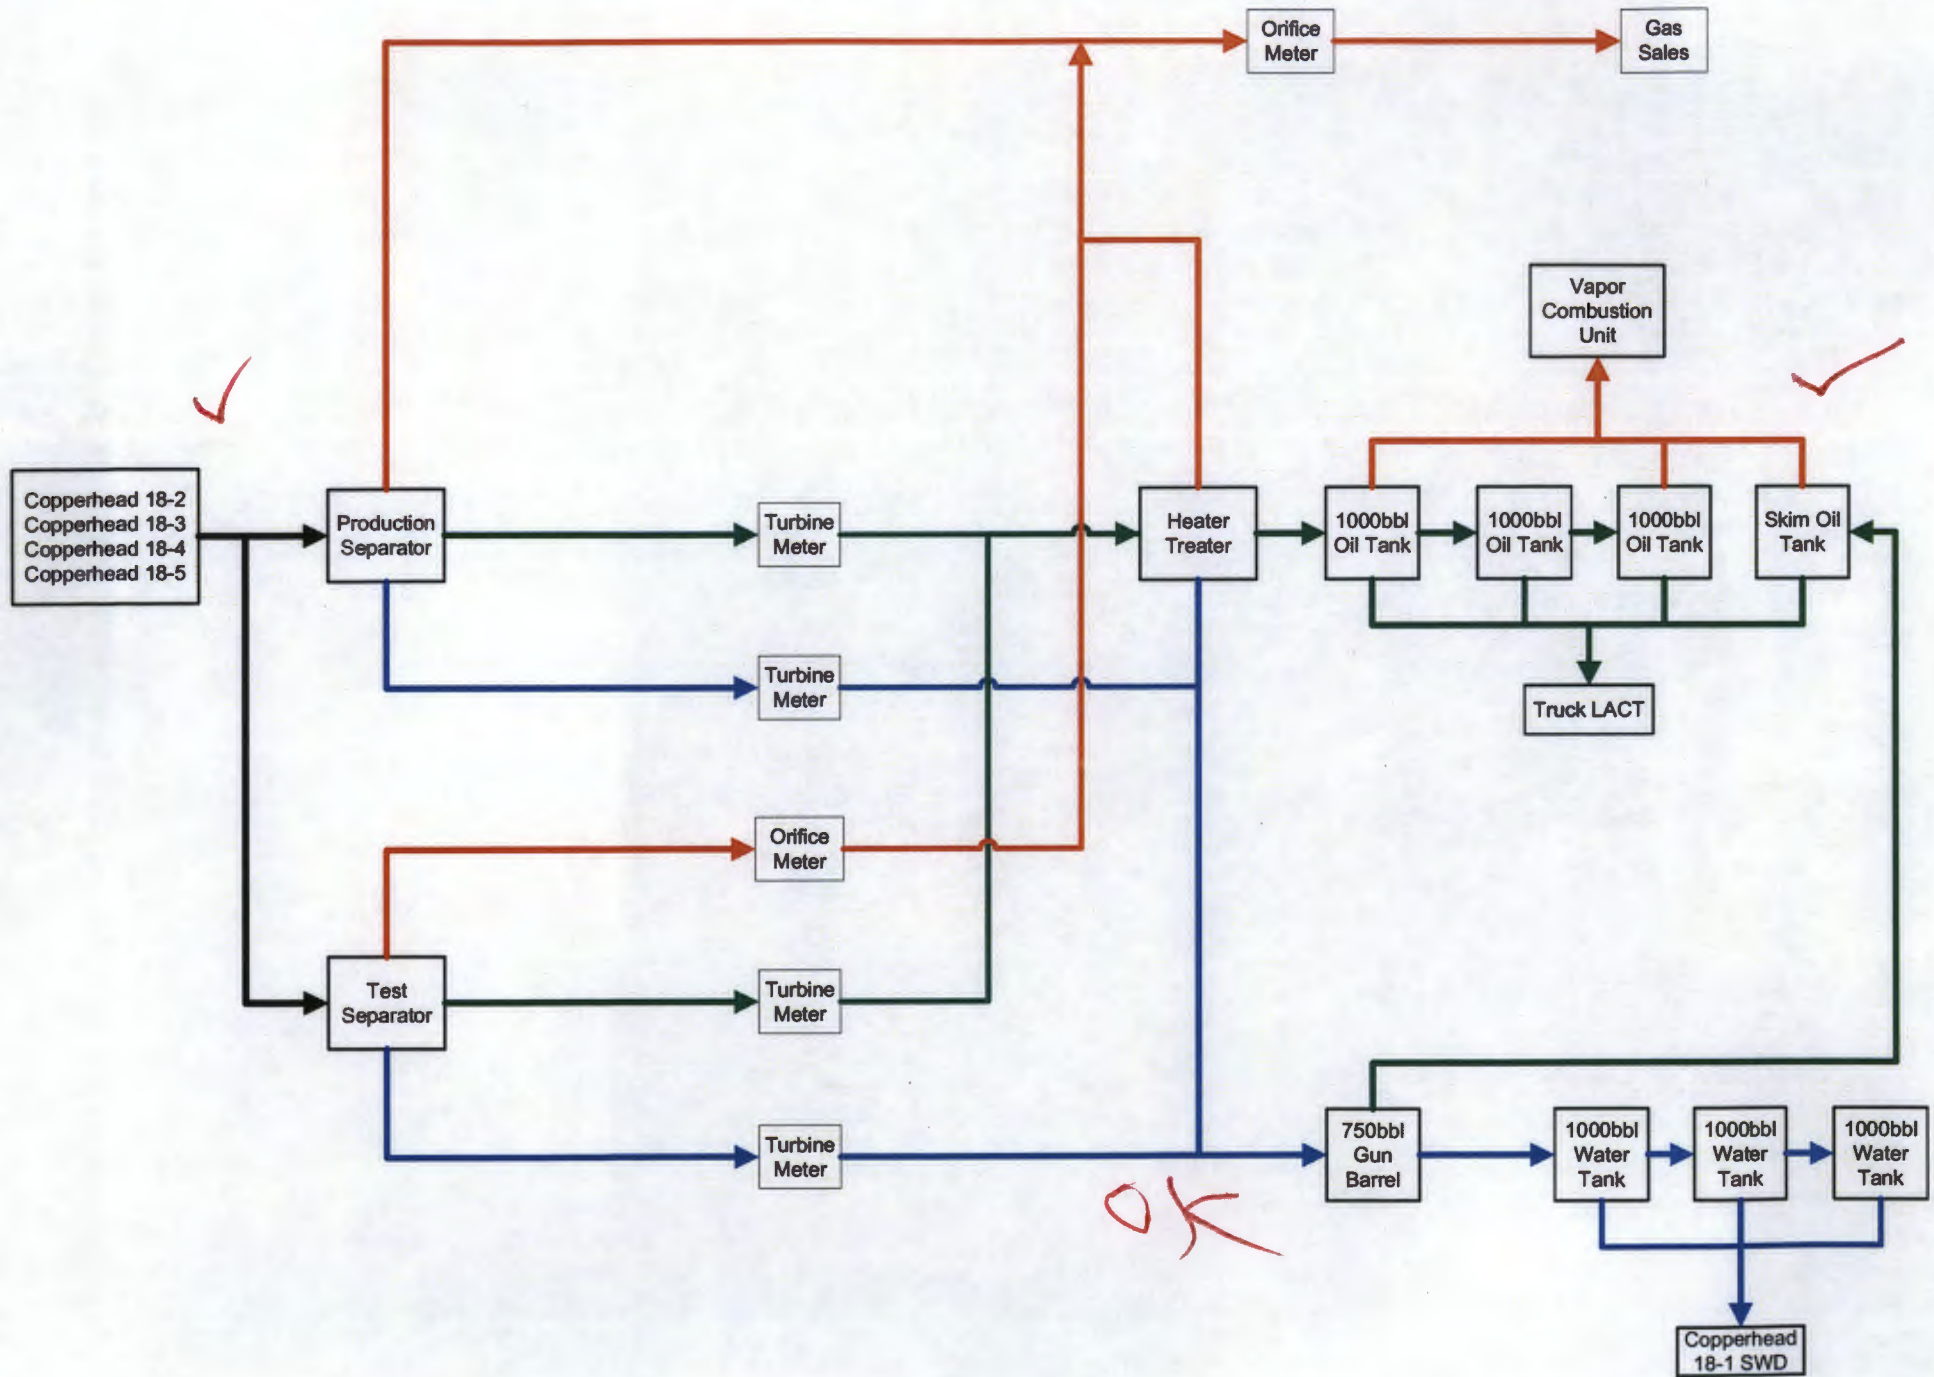 Orifice
Meter
Gas
Sales
Vapor
Combustion
Unit
Copperhead 18-2
Copperhead 18-3
Copperhead 18-4
Copperhead 18-5
Production
Separator
Turbine
Meter
Heater
Treater
1000bbl
Oil Tank
1000bbl
Oil Tank
1000bbl
Oil Tank
Skim Oil
Tank
Turbine
Meter
Truck LACT
Orifice
Meter
Test
Separator
Turbine
Meter
Turbine
Meter
750bbl
Gun
Barrel
1000bbl
Water
Tank
1000bbl
Water
Tank
1000bbl
Water
Tank
OK
Copperhead
18-1 SWD